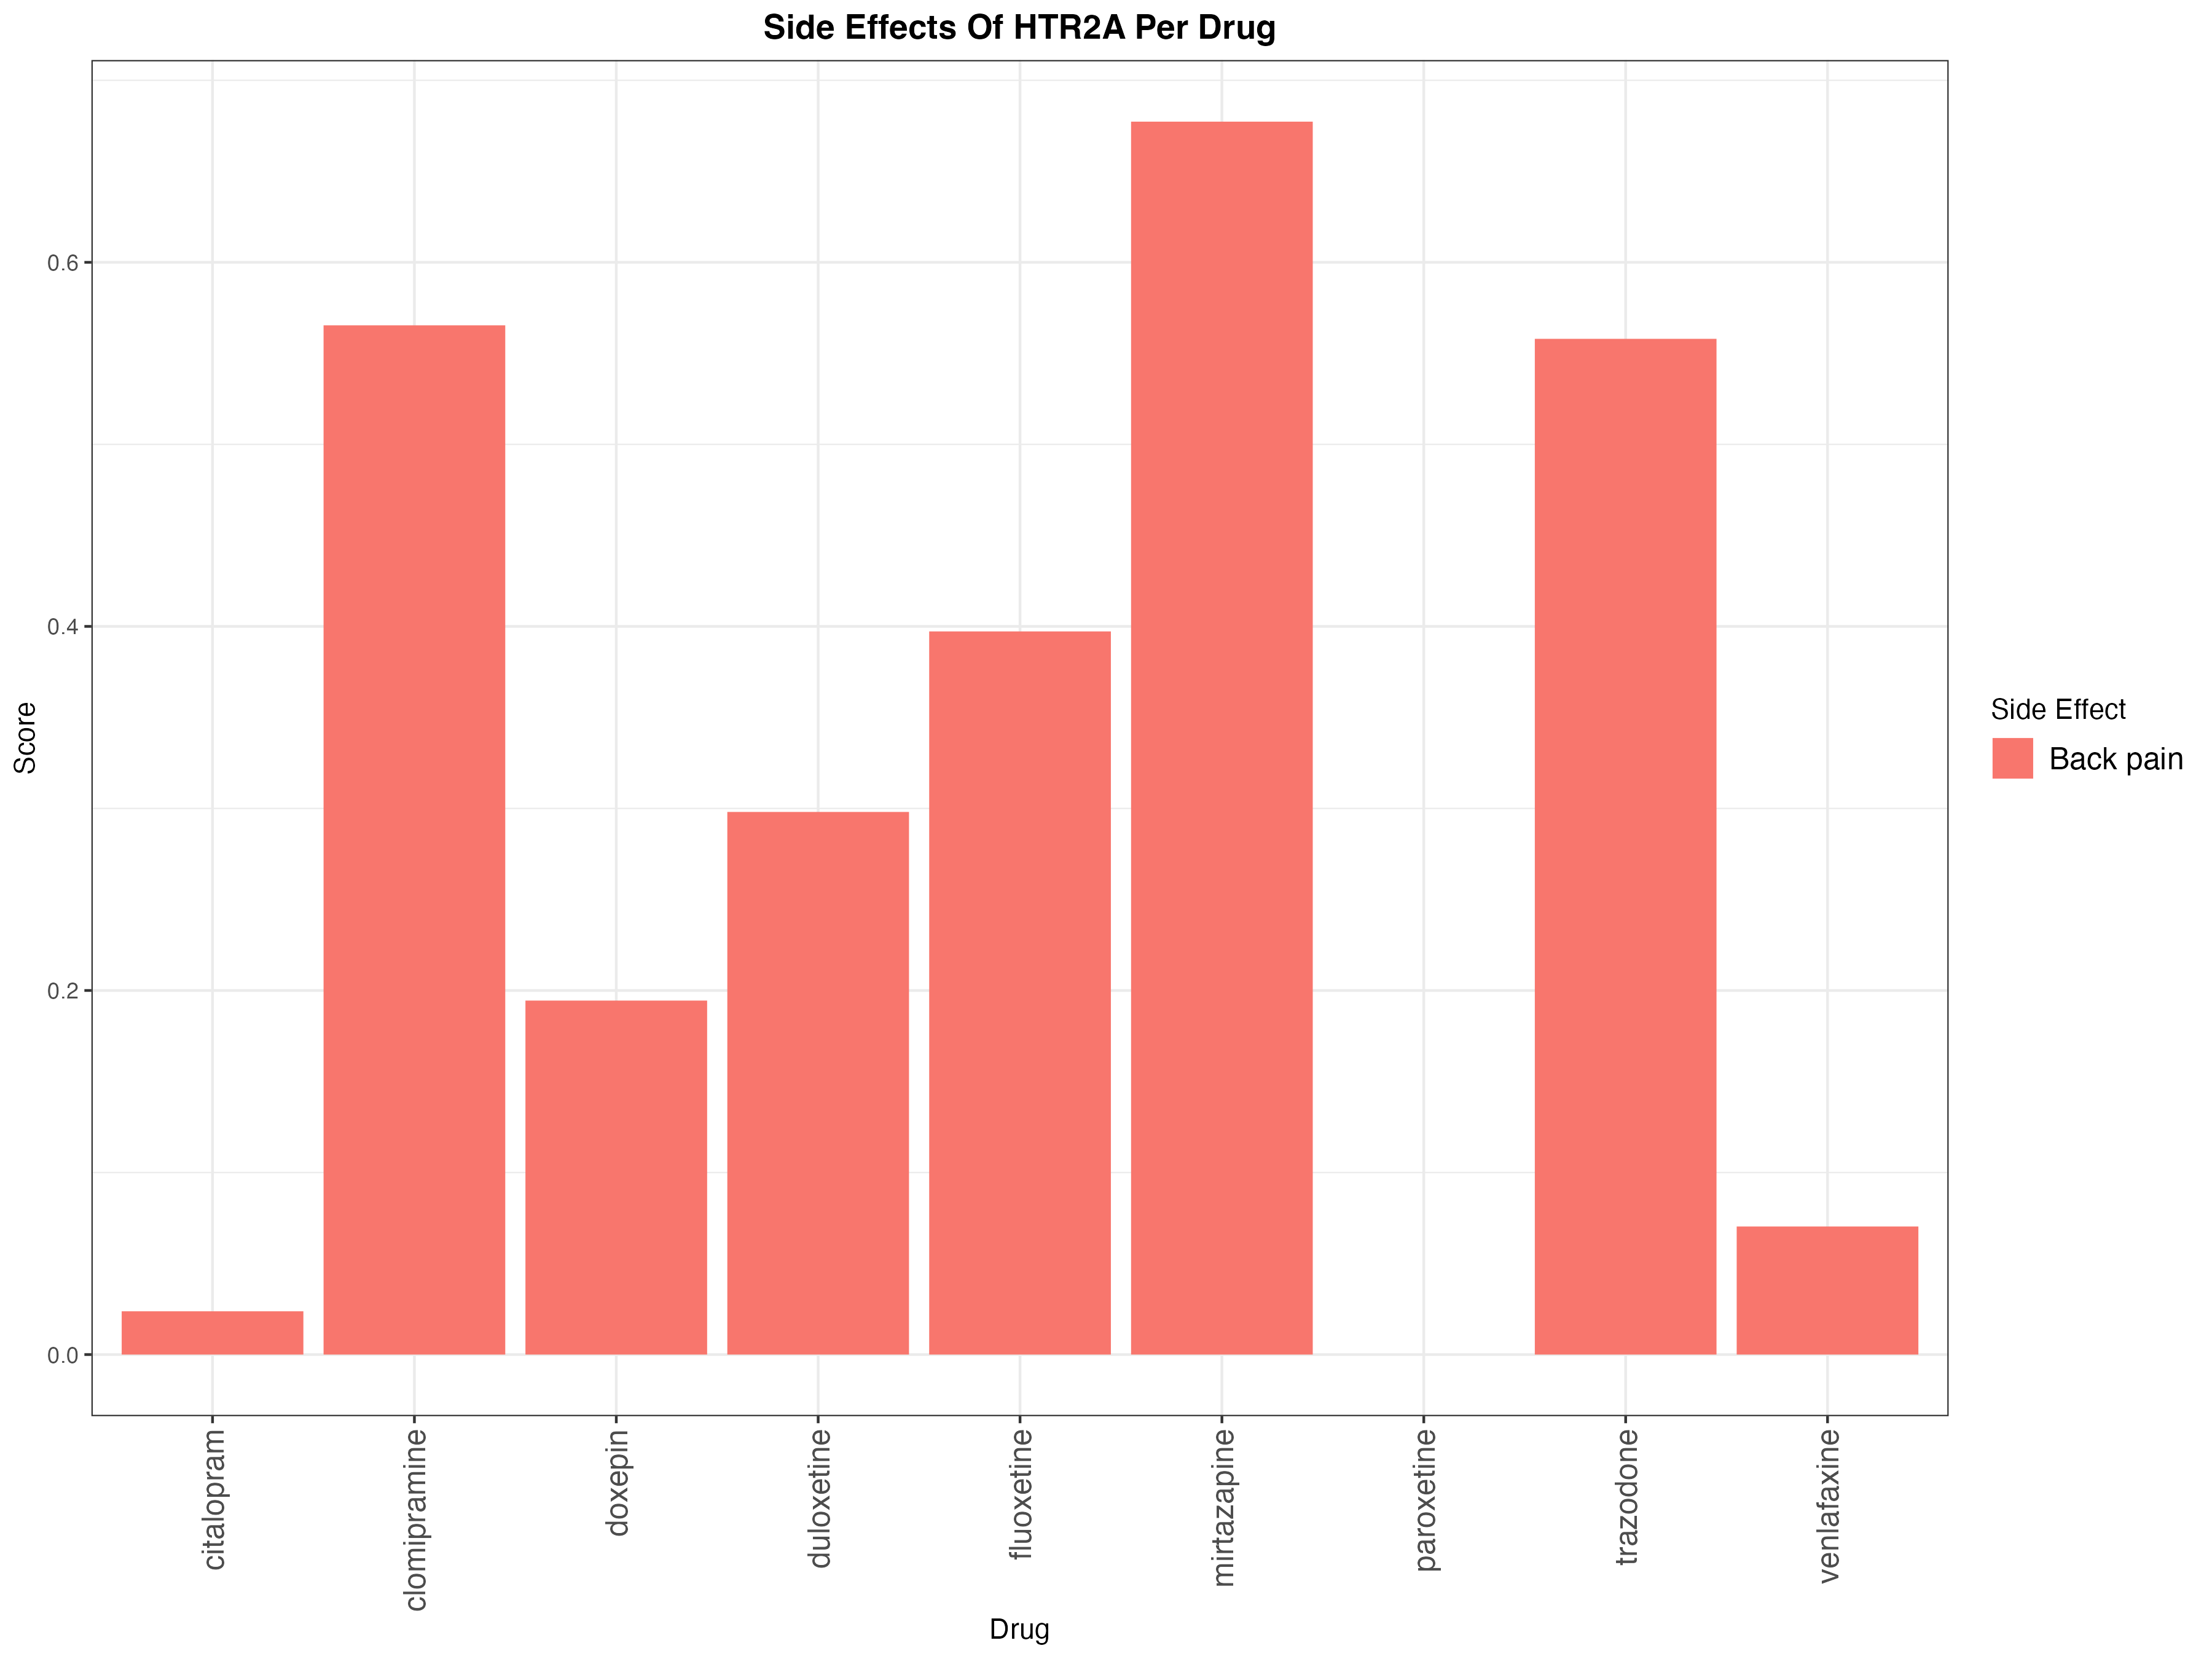 Side Effects Of HTR2A Per Drug
Score
0.6
0.4
0.2
0.0
citalopram
clomipramine
doxepin
duloxetine
fluoxetine
mirtazapine
paroxetine
trazodone
venlafaxine
Drug
Side Effect
Back pain